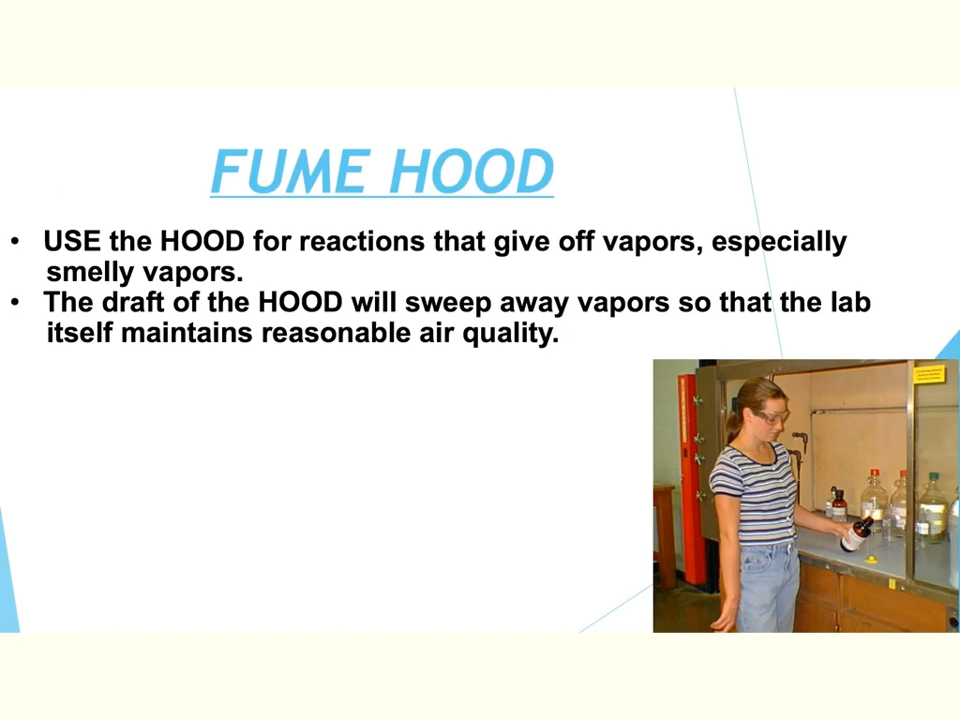 FUME HOOD
• USE the HOOD for reactions that give off vapors, especially
smelly vapors.
• The draft of the HOOD will sweep away vapors so that the lab
itself maintains reasonable air quality.